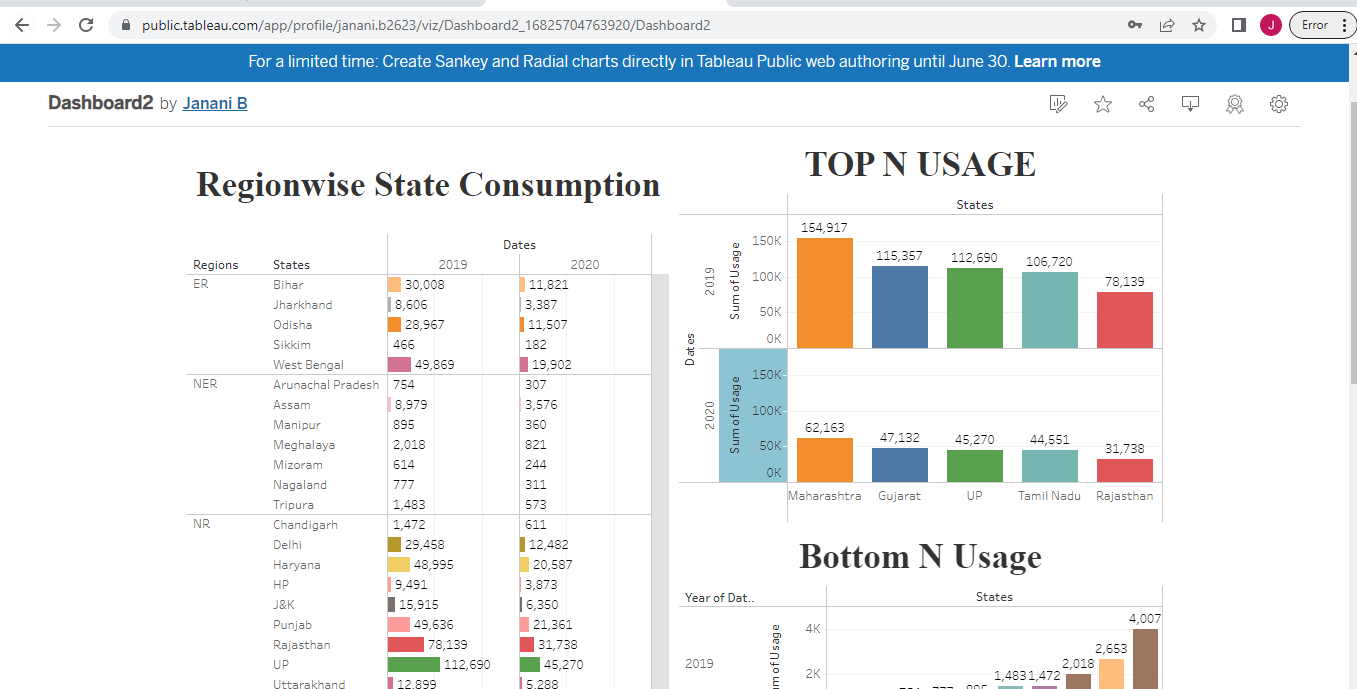 public.tableau.com/app/profile/janani.b2623/viz/Dashboard2_16825704763920/Dashboard2
J
Error
For a limited time: Create Sankey and Radial charts directly in Tableau Public web authoring until June 30. Learn more
Dashboard2 by Janani B
Regionwise State Consumption
Dates
Regions States 2019 2020
ER Bihar 30,008 11,821
Jharkhand 8,606 3,387
Odisha 28,967 11,507
Sikkim 466 182
West Bengal 49,869 19,902
NER Arunachal Pradesh 754 307
Assam 8,979 3,576
Manipur 895 360
Meghalaya 2,018 821
Mizoram 614 244
Nagaland 777 311
Tripura 1,483 573
NR Chandigarh 1,472 611
Delhi 29,458 12,482
Haryana 48,995 20,587
HP 9,491 3,873
J&K 15,915 6,350
Punjab 49,636 21,361
Rajasthan 78,139 31,738
UP 112,690 45,270
Uttarakhand 12,899 5,288
TOP N USAGE
States
Dates
2019
Sum of Usage
150K
100K
50K
0K
154,917 115,357 112,690 106,720 78,139
2020
Sum of Usage
150K
100K
50K
0K
62,163 47,132 45,270 44,551 31,738
Maharashtra Gujarat UP Tamil Nadu Rajasthan
Bottom N Usage
Year of Dat.. States
2019
of Usage
4K
2K
1,483 1,472 2,018 2,653 4,007